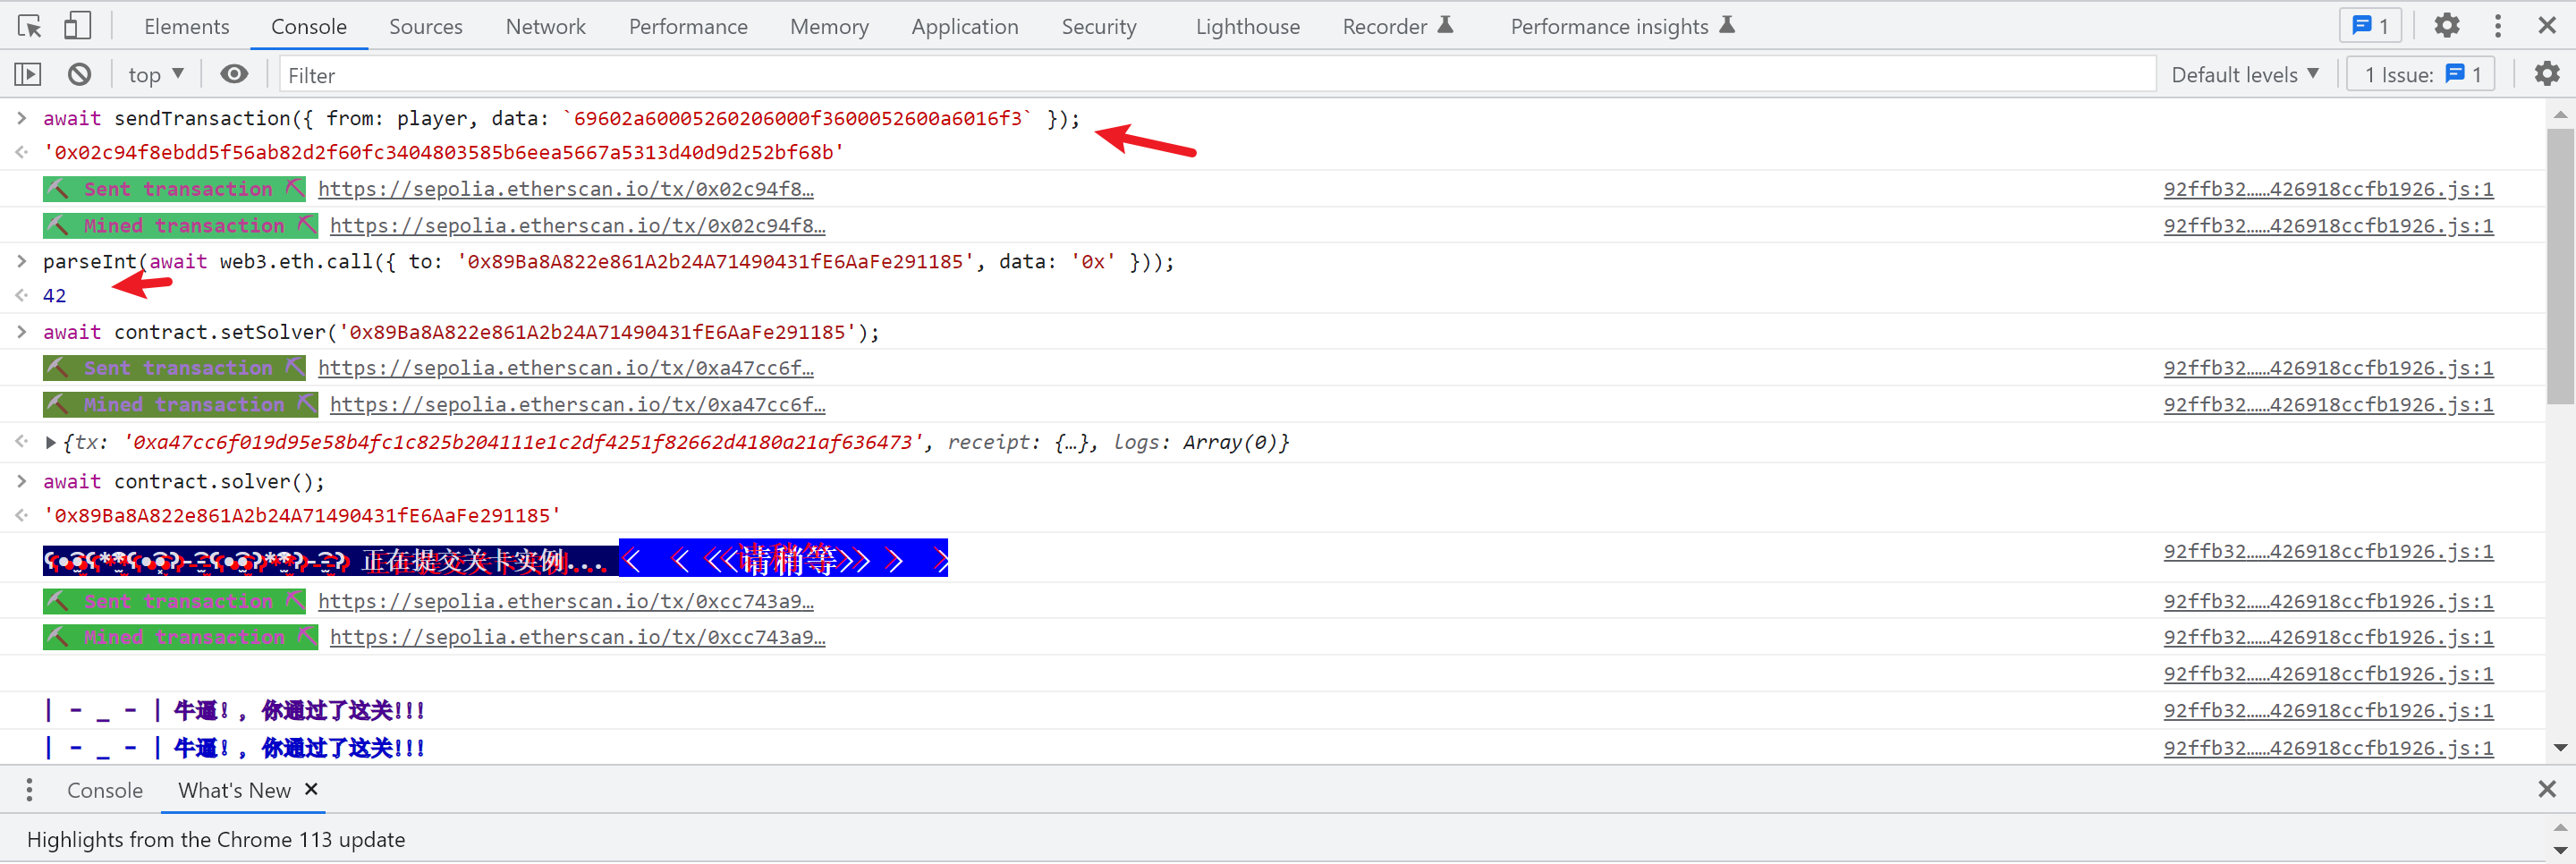 Elements Console Sources Network Performance Memory Application Security Lighthouse Recorder Performance insights 1
top Filter Default levels 1 Issue: 1
await sendTransaction({ from: player, data: `69602a60005260206000f3600052600a6016f3` });
'0x02c94f8ebdd5f56ab82d2f60fc3404803585b6eea5667a5313d40d9d252bf68b'
Sent transaction https://sepolia.etherscan.io/tx/0x02c94f8… 92ffb32……426918ccfb1926.js:1
Mined transaction https://sepolia.etherscan.io/tx/0x02c94f8… 92ffb32……426918ccfb1926.js:1
parseInt(await web3.eth.call({ to: '0x89Ba8A822e861A2b24A71490431fE6AaFe291185', data: '0x' }));
42
await contract.setSolver('0x89Ba8A822e861A2b24A71490431fE6AaFe291185');
Sent transaction https://sepolia.etherscan.io/tx/0xa47cc6f… 92ffb32……426918ccfb1926.js:1
Mined transaction https://sepolia.etherscan.io/tx/0xa47cc6f… 92ffb32……426918ccfb1926.js:1
{tx: '0xa47cc6f019d95e58b4fc1c825b204111e1c2df4251f82662d4180a21af636473', receipt: {…}, logs: Array(0)}
await contract.solver();
'0x89Ba8A822e861A2b24A71490431fE6AaFe291185'
正在提交关卡实例... < < <<请稍等>> > > 92ffb32……426918ccfb1926.js:1
Sent transaction https://sepolia.etherscan.io/tx/0xcc743a9… 92ffb32……426918ccfb1926.js:1
Mined transaction https://sepolia.etherscan.io/tx/0xcc743a9… 92ffb32……426918ccfb1926.js:1
92ffb32……426918ccfb1926.js:1
| - _ - | 牛逼!, 你通过了这关!!! 92ffb32……426918ccfb1926.js:1
| - _ - | 牛逼!, 你通过了这关!!! 92ffb32……426918ccfb1926.js:1
Console What's New
Highlights from the Chrome 113 update